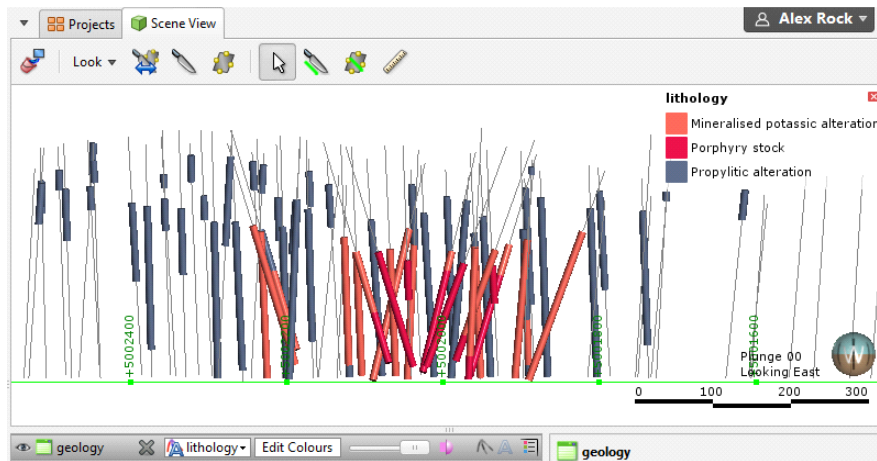 Projects
Scene View
Alex Rock
Look
lithology
Mineralised potassic alteration
Porphyry stock
Propylitic alteration
+5002400
+5001600
Plunge 00
Looking East
0 100 200 300
geology
lithology
Edit Colours
geology